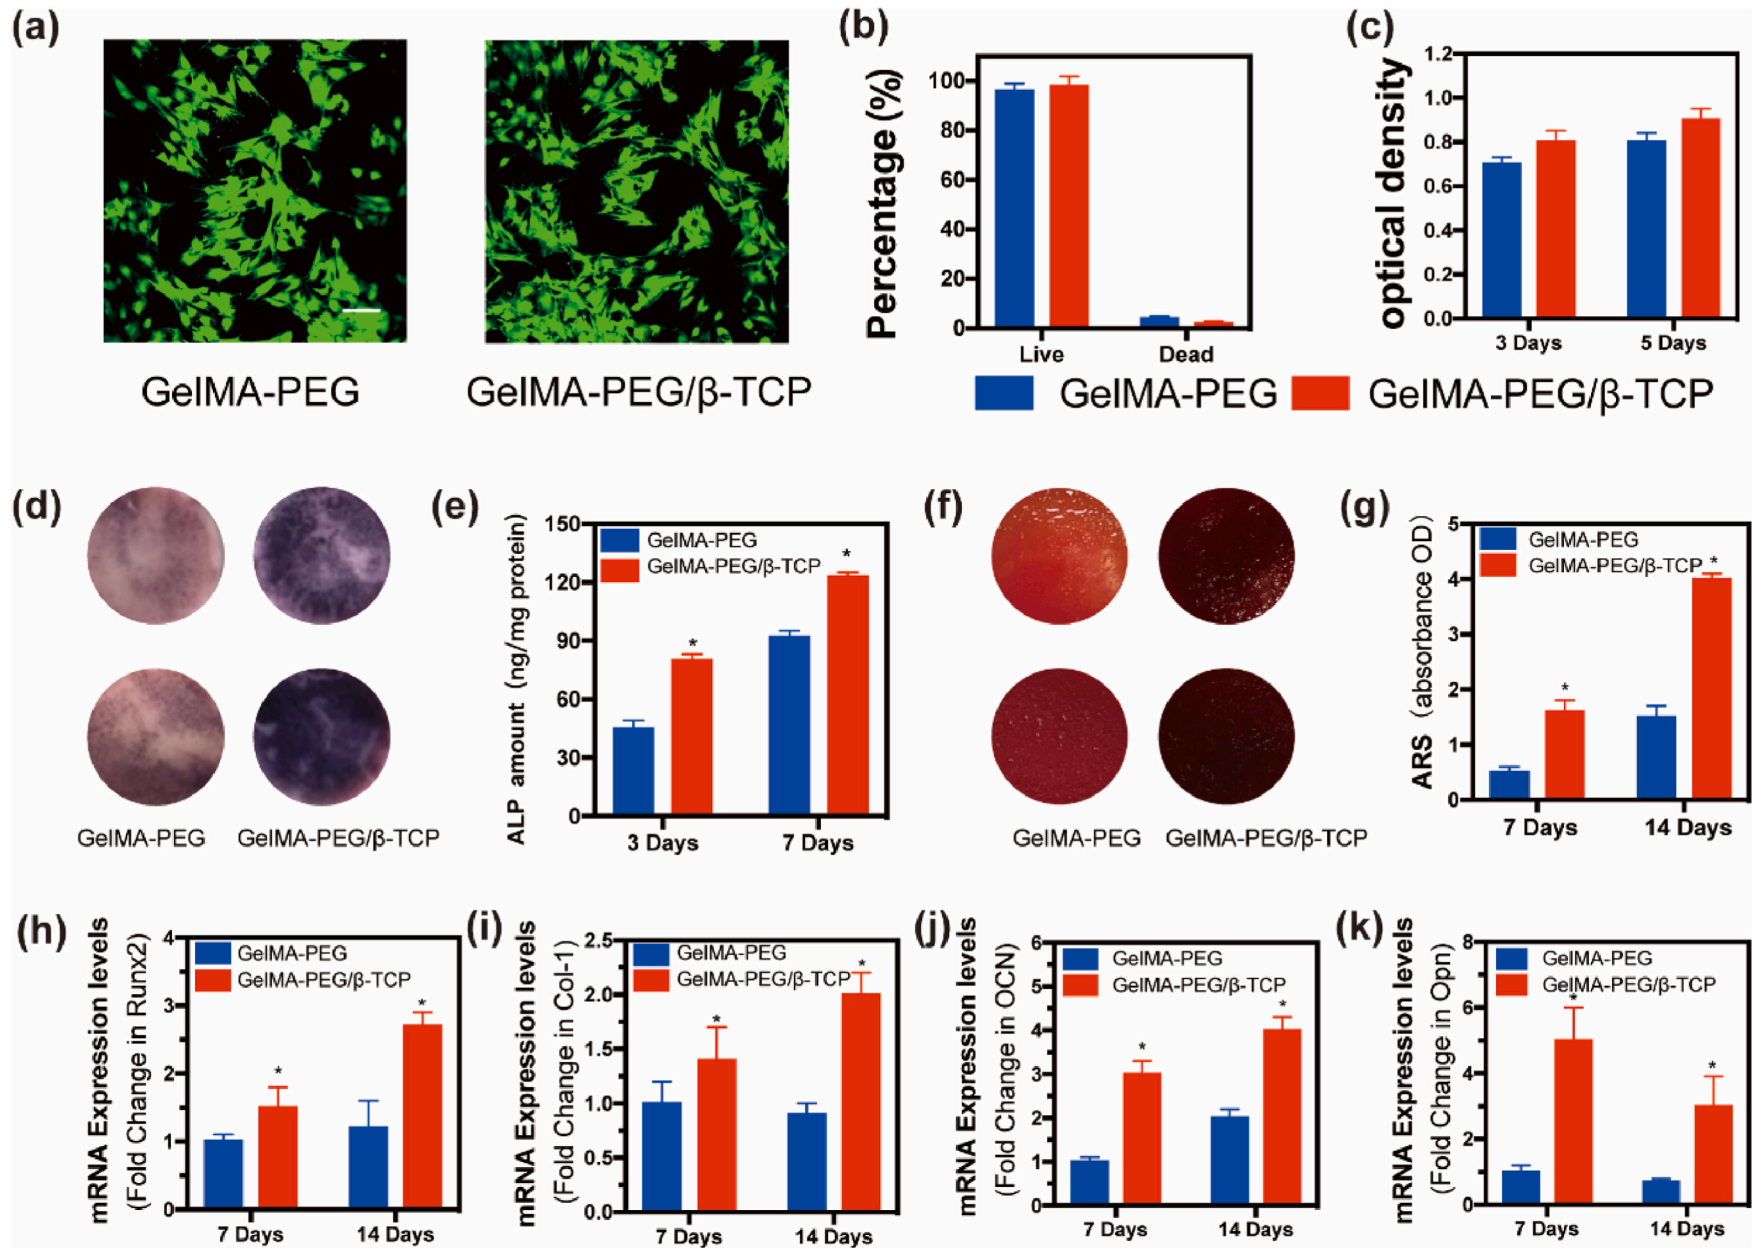 (a)
GelMA-PEG
GelMA-PEG/β-TCP
(b)
Percentage (%)
100
80
60
40
20
0
Live
Dead
(c)
optical density
1.2
1.0
0.8
0.6
0.4
0.2
0.0
3 Days
5 Days
GelMA-PEG
GelMA-PEG/β-TCP
(d)
GelMA-PEG
GelMA-PEG/β-TCP
(e)
ALP amount (ng/mg protein)
150
120
90
60
30
0
GelMA-PEG
GelMA-PEG/β-TCP
*
*
3 Days
7 Days
(f)
GelMA-PEG
GelMA-PEG/β-TCP
(g)
ARS (absorbance OD)
5
4
3
2
1
0
GelMA-PEG
GelMA-PEG/β-TCP
*
*
7 Days
14 Days
(h)
mRNA Expression levels
(Fold Change in Runx2)
4
3
2
1
0
GelMA-PEG
GelMA-PEG/β-TCP
*
*
7 Days
14 Days
(i)
mRNA Expression levels
(Fold Change in Col-1)
2.5
2.0
1.5
1.0
0.5
0.0
GelMA-PEG
GelMA-PEG/β-TCP
*
*
7 Days
14 Days
(j)
mRNA Expression levels
(Fold Change in OCN)
6
5
4
3
2
1
0
GelMA-PEG
GelMA-PEG/β-TCP
*
*
7 Days
14 Days
(k)
mRNA Expression levels
(Fold Change in Opn)
8
6
4
2
0
GelMA-PEG
GelMA-PEG/β-TCP
*
*
7 Days
14 Days